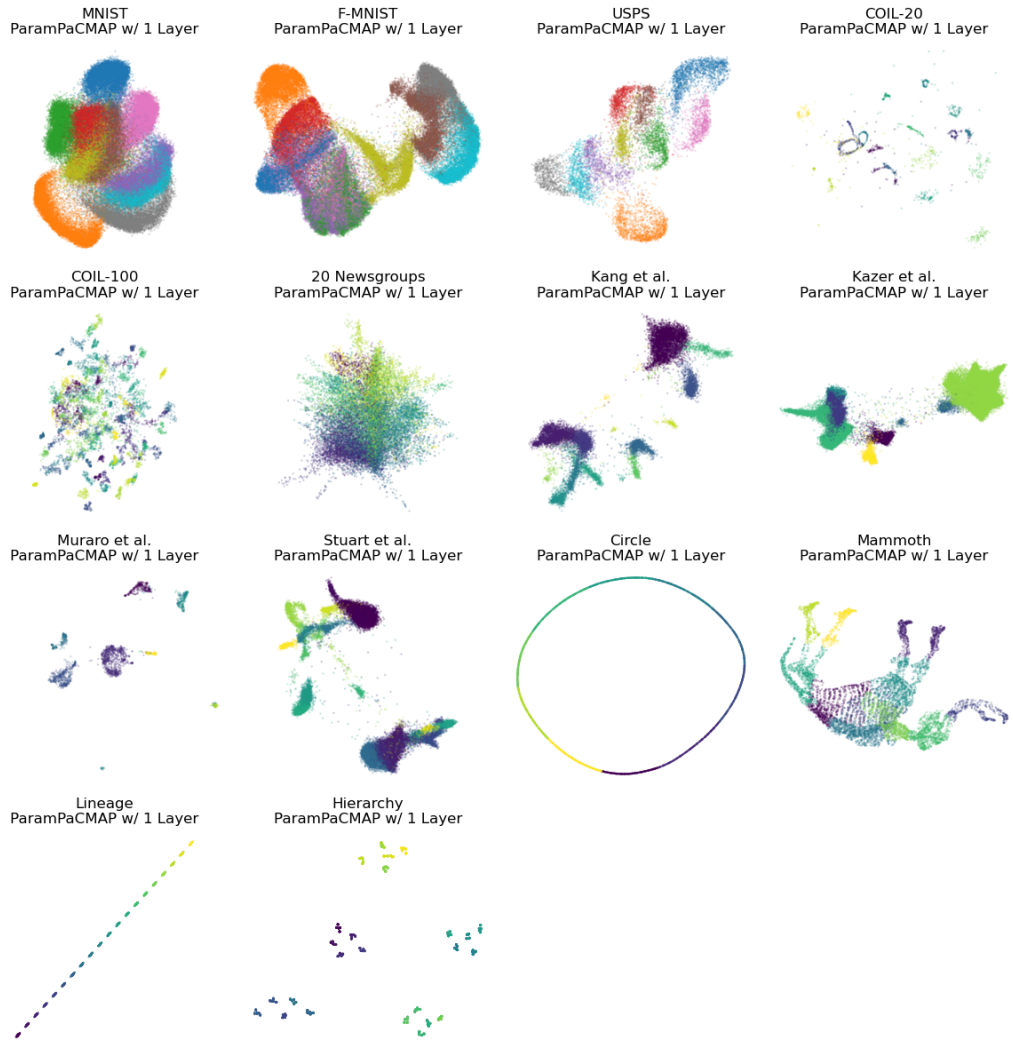 MNIST
ParamPaCMAP w/ 1 Layer
F-MNIST
ParamPaCMAP w/ 1 Layer
USPS
ParamPaCMAP w/ 1 Layer
COIL-20
ParamPaCMAP w/ 1 Layer
COIL-100
ParamPaCMAP w/ 1 Layer
20 Newsgroups
ParamPaCMAP w/ 1 Layer
Kang et al.
ParamPaCMAP w/ 1 Layer
Kazer et al.
ParamPaCMAP w/ 1 Layer
Muraro et al.
ParamPaCMAP w/ 1 Layer
Stuart et al.
ParamPaCMAP w/ 1 Layer
Circle
ParamPaCMAP w/ 1 Layer
Mammoth
ParamPaCMAP w/ 1 Layer
Lineage
ParamPaCMAP w/ 1 Layer
Hierarchy
ParamPaCMAP w/ 1 Layer